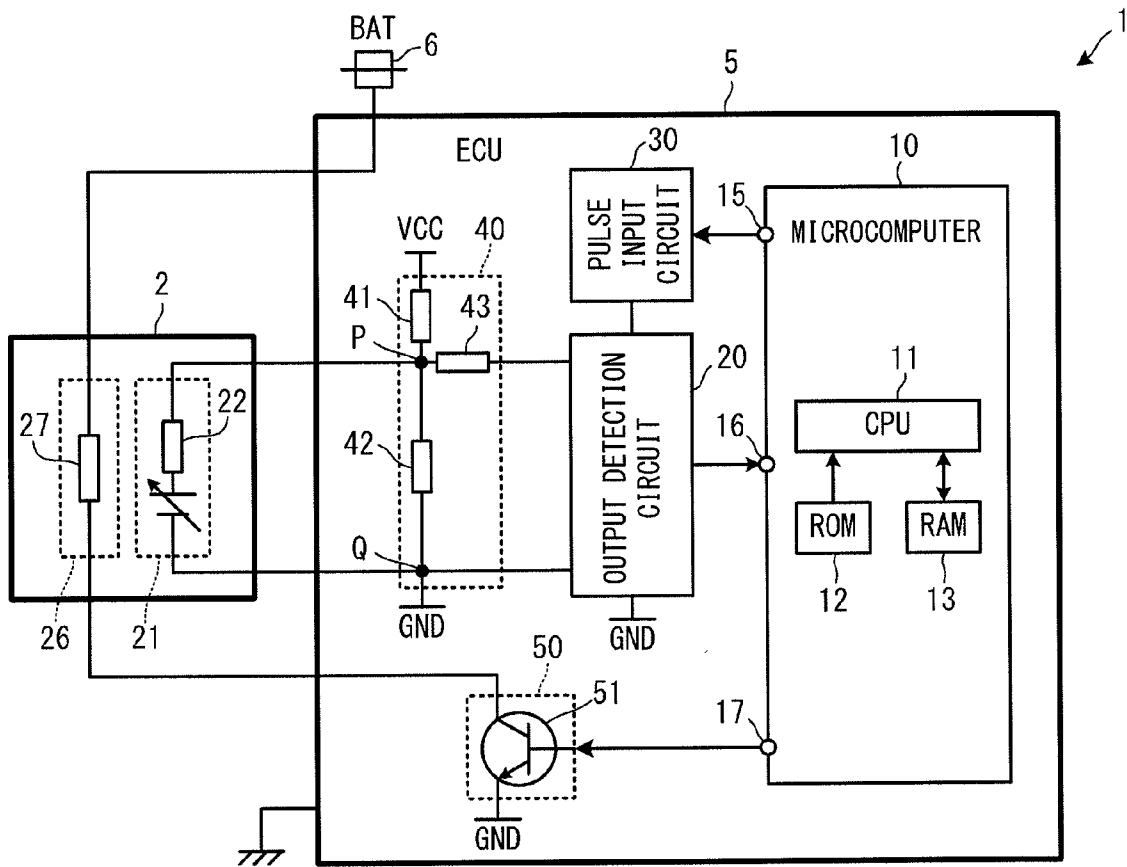 1
BAT
6
5
ECU
30
10
PULSE
INPUT
CIRCUIT
15
MICROCOMPUTER
VCC
40
2
41
43
P
20
OUTPUT DETECTION
CIRCUIT
11
CPU
27
22
42
16
ROM
RAM
12
13
Q
26
21
GND
GND
50
51
17
GND